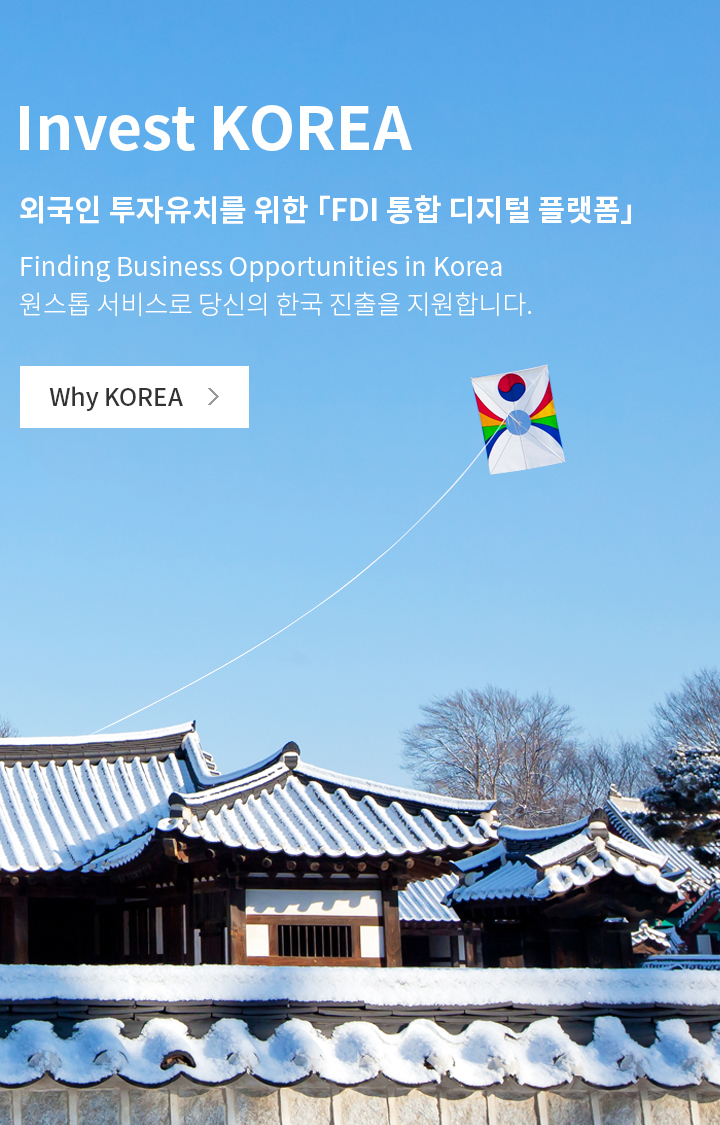 Invest KOREA
외국인 투자유치를 위한 「FDI 통합 디지털 플랫폼」
Finding Business Opportunities in Korea
원스톱 서비스로 당신의 한국 진출을 지원합니다.
Why KOREA